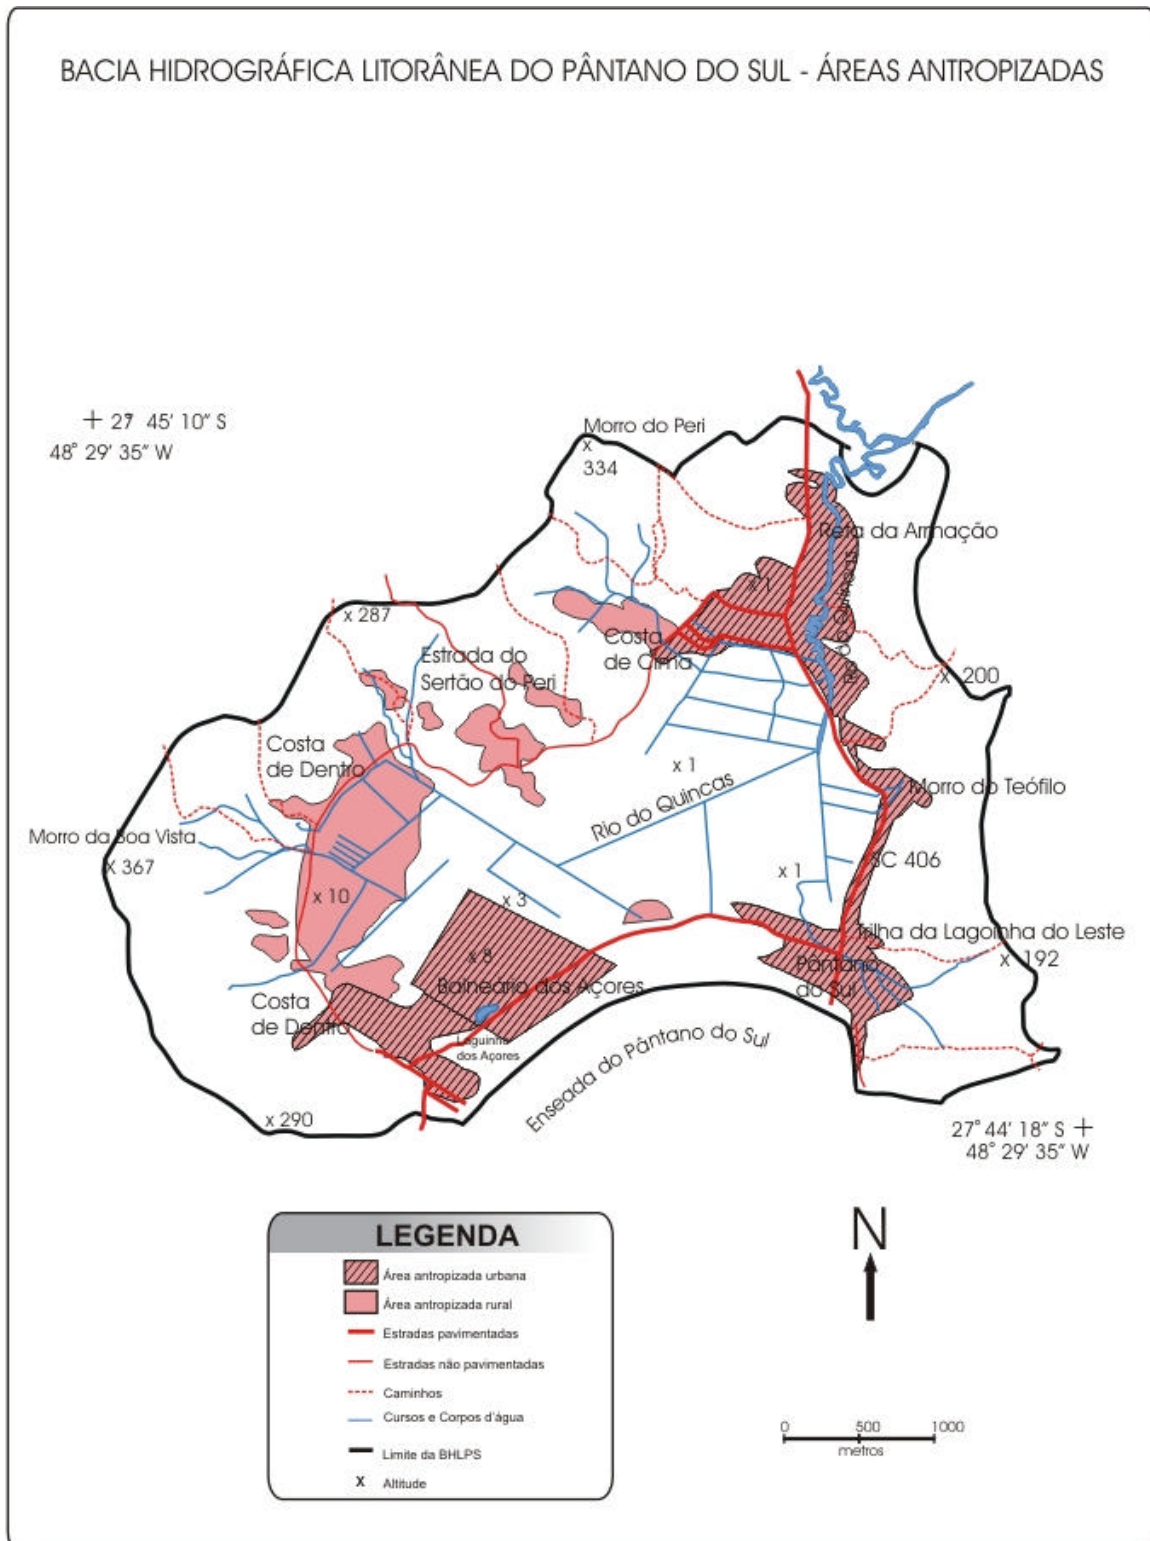 BACIA HIDROGRÁFICA LITORÂNEA DO PÂNTANO DO SUL - ÁREAS ANTROPIZADAS
+ 27 45' 10" S
48° 29' 35" W
Morro do Peri
x
334
Reta da Armação
x 1
x 287
Costa
de Cima
Estrada do
Sertão do Peri
x 200
Costa
de Dentro
x 1
Rio do Quincas
Morro do Teófilo
Morro da Boa Vista
x 367
SC 406
x 1
x 10
x 3
Trilha da Lagoinha do Leste
x 192
x 8
Pântano
do Sul
Balneário dos Açores
Costa
de Dentro
Laguinho
dos Açores
Enseada do Pântano do Sul
x 290
27° 44' 18" S +
48° 29' 35" W
N
LEGENDA
Área antropizada urbana
Área antropizada rural
Estradas pavimentadas
Estradas não pavimentadas
Caminhos
Cursos e Corpos d'água
Limite da BHLPS
x Altitude
0 500 1000
metros